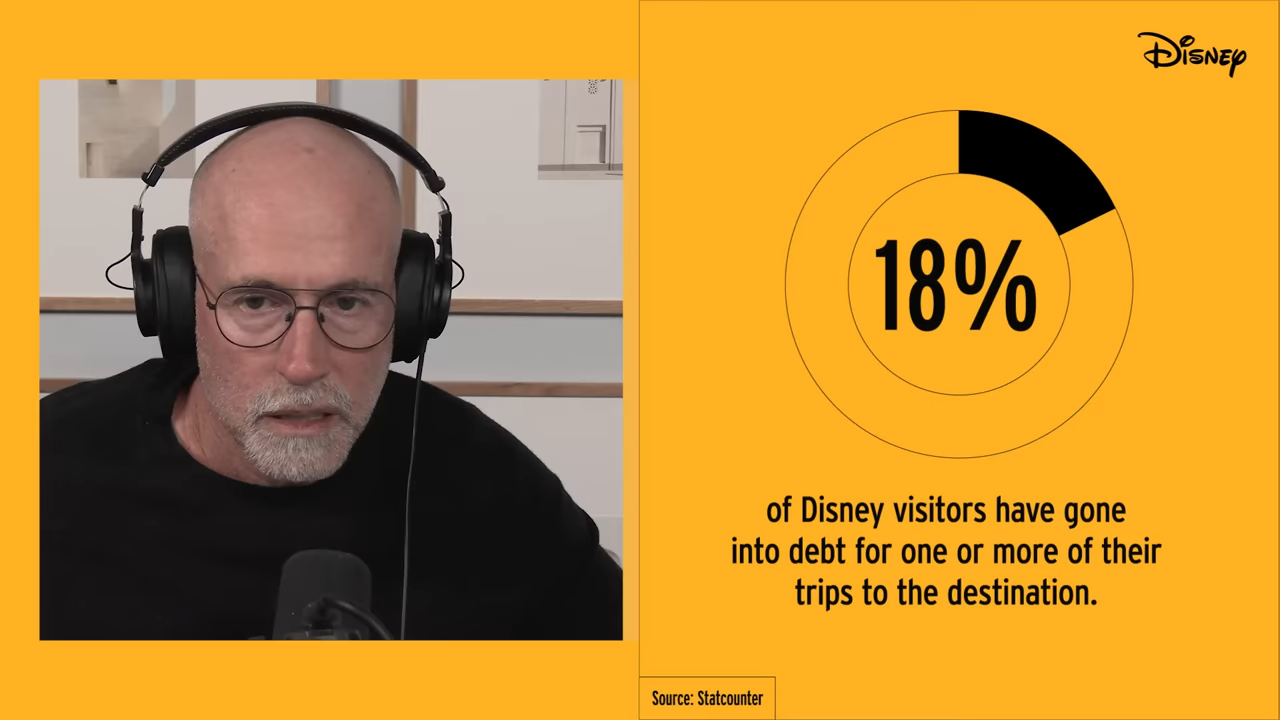 Disney
18%
of Disney visitors have gone
into debt for one or more of their
trips to the destination.
Source: Statcounter